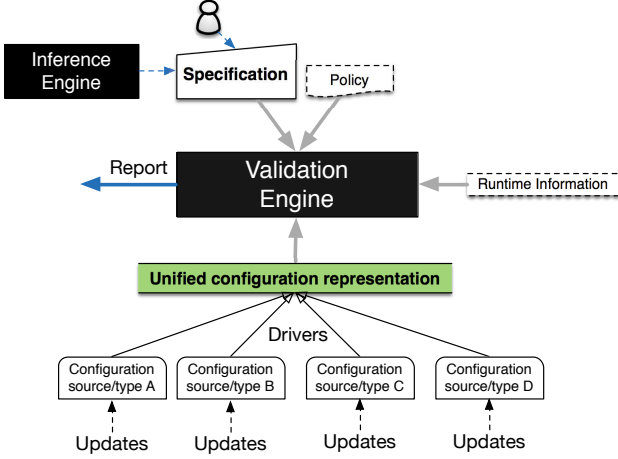 Inference
Engine
Specification
Policy
Report
Validation
Engine
Runtime Information
Unified configuration representation
Drivers
Configuration
source/type A
Configuration
source/type B
Configuration
source/type C
Configuration
source/type D
Updates
Updates
Updates
Updates